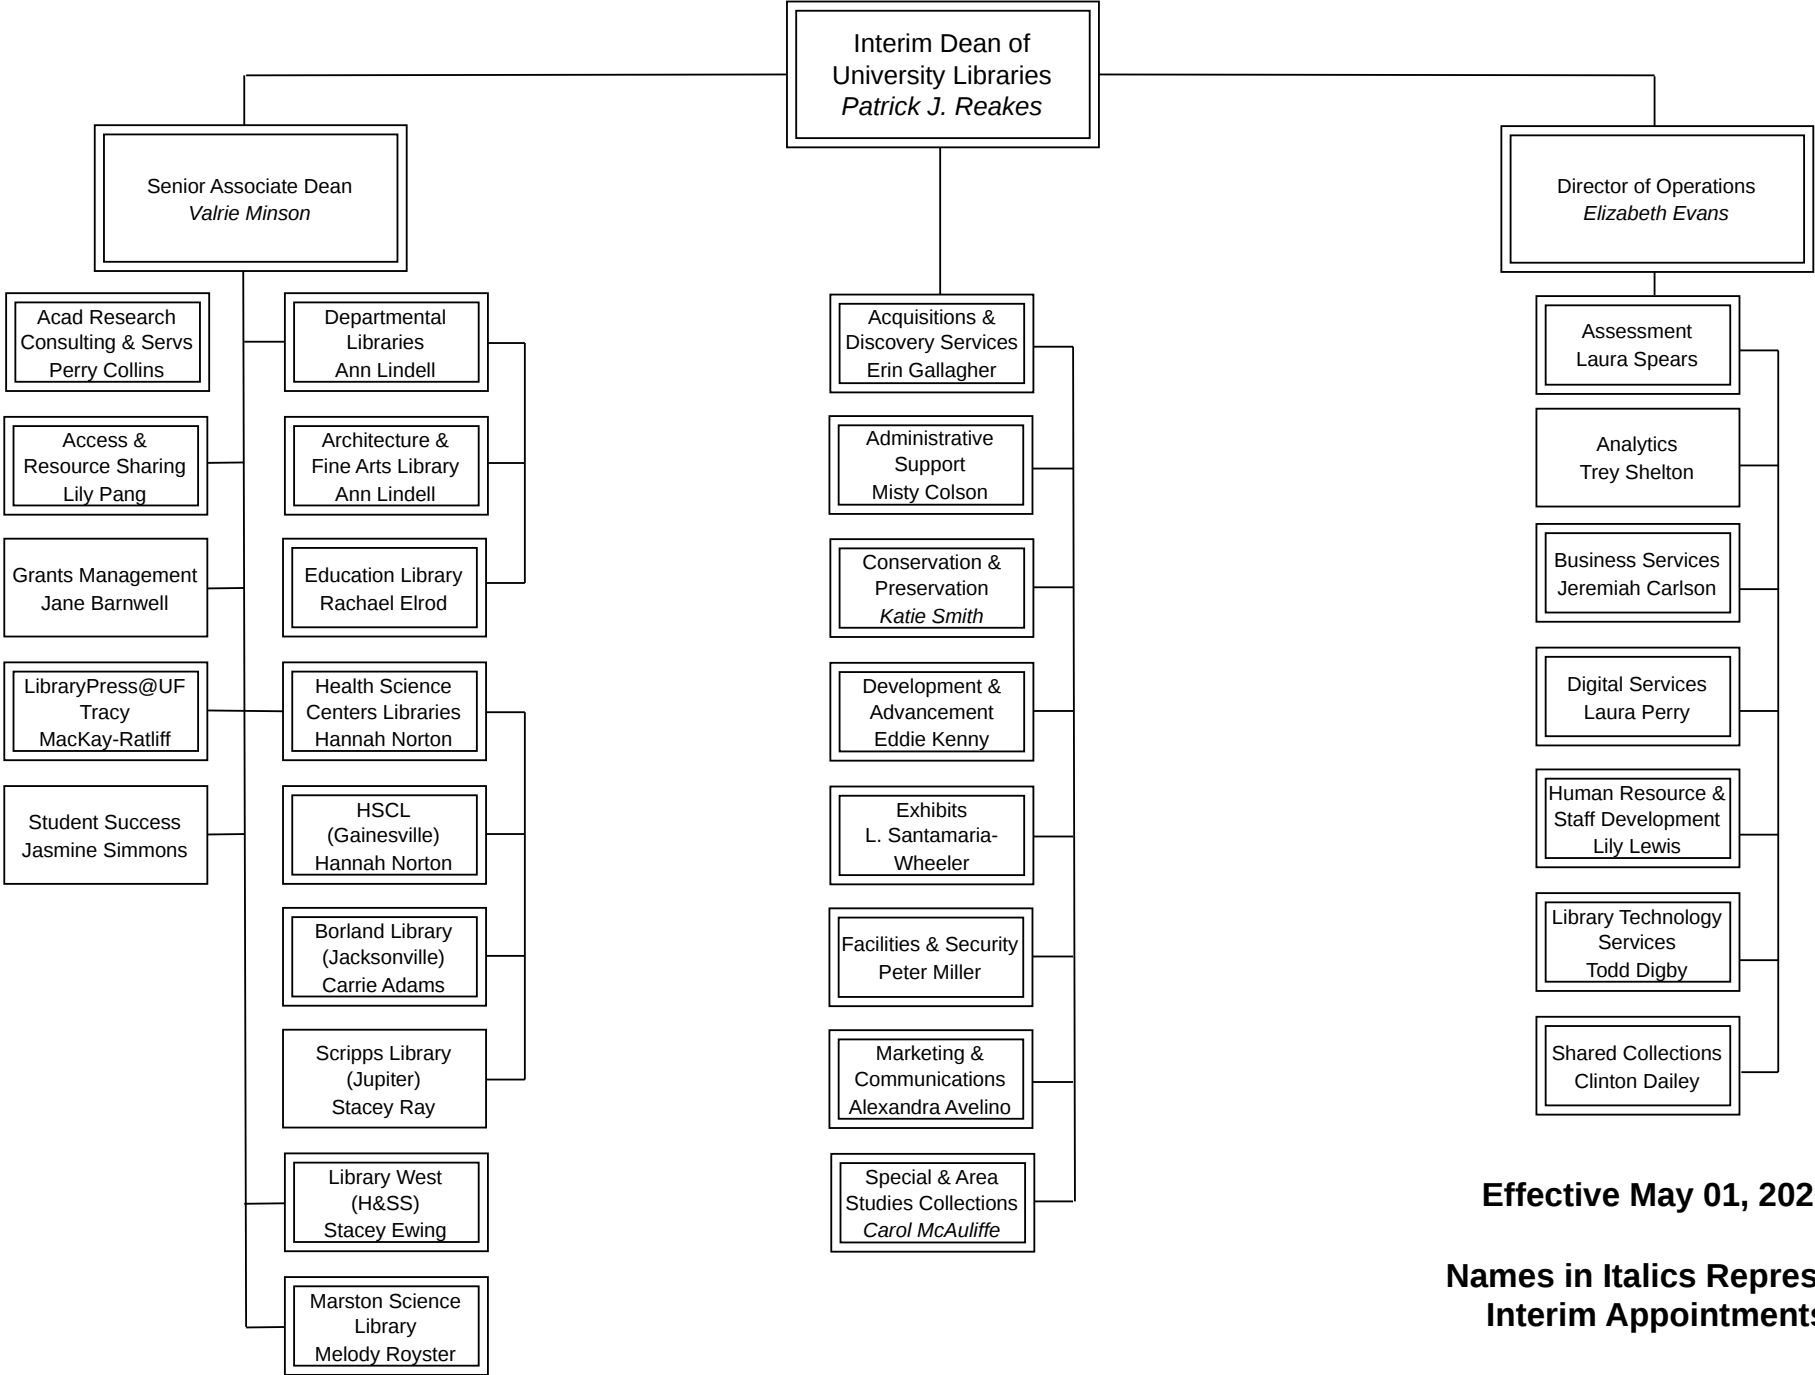 Interim Dean of
University Libraries
Patrick J. Reakes
Senior Associate Dean
Valrie Minson
Director of Operations
Elizabeth Evans
Acad Research
Consulting & Servs
Perry Collins
Access &
Resource Sharing
Lily Pang
Grants Management
Jane Barnwell
LibraryPress@UF
Tracy
MacKay-Ratliff
Student Success
Jasmine Simmons
Departmental
Libraries
Ann Lindell
Architecture &
Fine Arts Library
Ann Lindell
Education Library
Rachael Elrod
Health Science
Centers Libraries
Hannah Norton
HSCL
(Gainesville)
Hannah Norton
Borland Library
(Jacksonville)
Carrie Adams
Scripps Library
(Jupiter)
Stacey Ray
Library West
(H&SS)
Stacey Ewing
Marston Science
Library
Melody Royster
Acquisitions &
Discovery Services
Erin Gallagher
Administrative
Support
Misty Colson
Conservation &
Preservation
Katie Smith
Development &
Advancement
Eddie Kenny
Exhibits
L. Santamaria-
Wheeler
Facilities & Security
Peter Miller
Marketing &
Communications
Alexandra Avelino
Special & Area
Studies Collections
Carol McAuliffe
Assessment
Laura Spears
Analytics
Trey Shelton
Business Services
Jeremiah Carlson
Digital Services
Laura Perry
Human Resource &
Staff Development
Lily Lewis
Library Technology
Services
Todd Digby
Shared Collections
Clinton Dailey
Effective May 01, 202
Names in Italics Repres
Interim Appointments